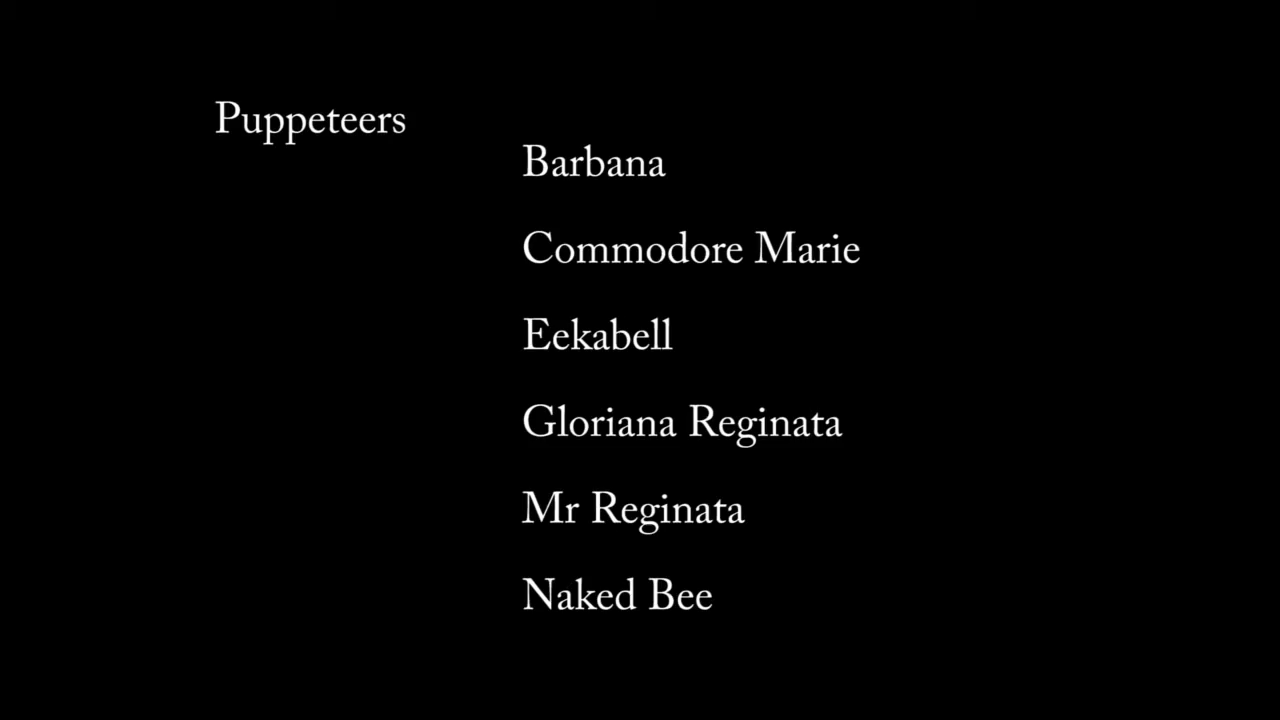 Puppeteers
Barbana
Commodore Marie
Eekabell
Gloriana Reginata
Mr Reginata
Naked Bee